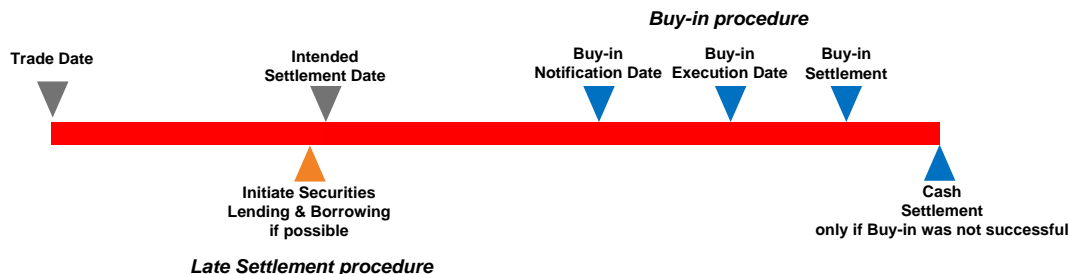 Buy-in procedure
Trade Date
Intended
Settlement Date
Buy-in
Notification Date
Buy-in
Execution Date
Buy-in
Settlement
Initiate Securities
Lending & Borrowing
if possible
Cash
Settlement
only if Buy-in was not successful
Late Settlement procedure